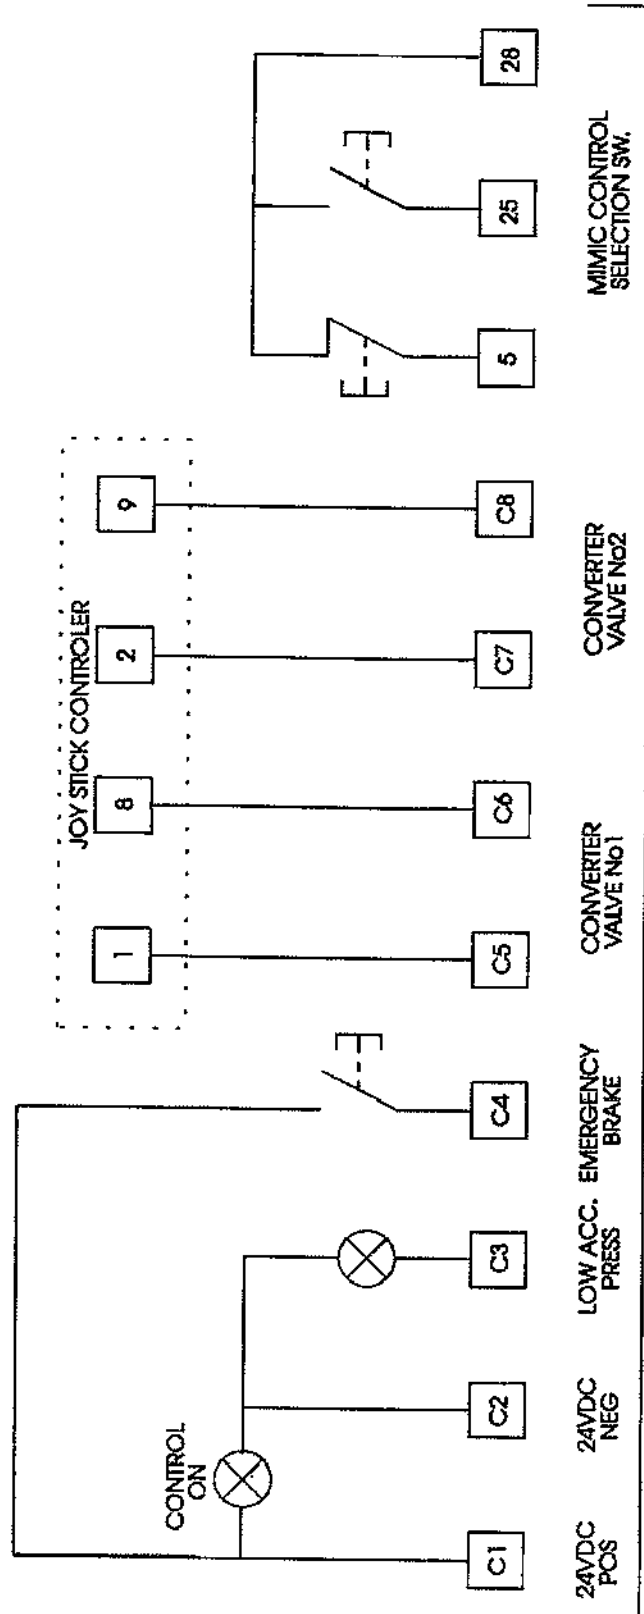 CONTROL
ON
JOY STICK CONTROLER
1
8
2
9
C1
C2
C3
C4
C5
C6
C7
C8
5
25
28
24VDC
POS
24VDC
NEG
LOW ACC.
PRESS
EMERGENCY
BRAKE
CONVERTER
VALVE No1
CONVERTER
VALVE No2
MIMIC CONTROL
SELECTION SW.